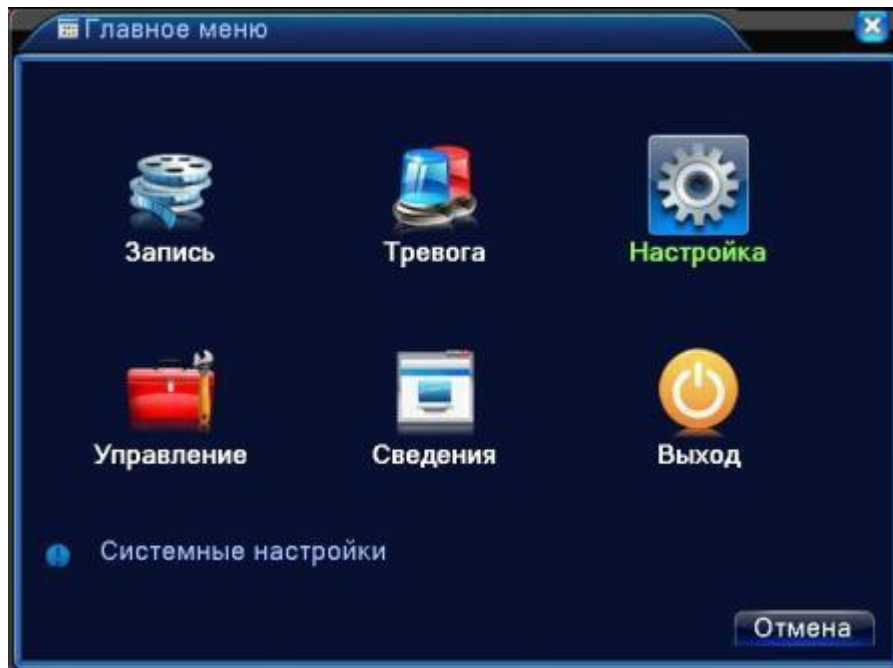 Главное меню
Запись Тревога Настройка
Управление Сведения Выход
Системные настройки
Отмена